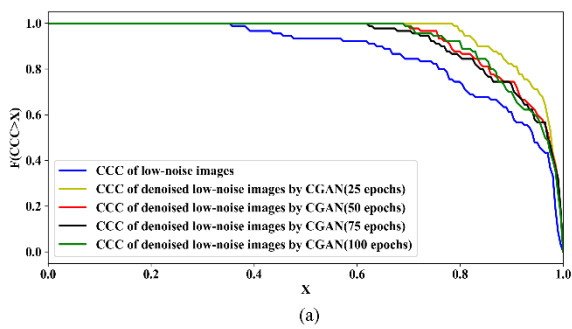 1.0
0.8
0.6
0.4
0.2
0.0
F(CCC>X)
CCC of low-noise images
CCC of denoised low-noise images by CGAN(25 epochs)
CCC of denoised low-noise images by CGAN(50 epochs)
CCC of denoised low-noise images by CGAN(75 epochs)
CCC of denoised low-noise images by CGAN(100 epochs)
0.0 0.2 0.4 0.6 0.8 1.0
X
(a)